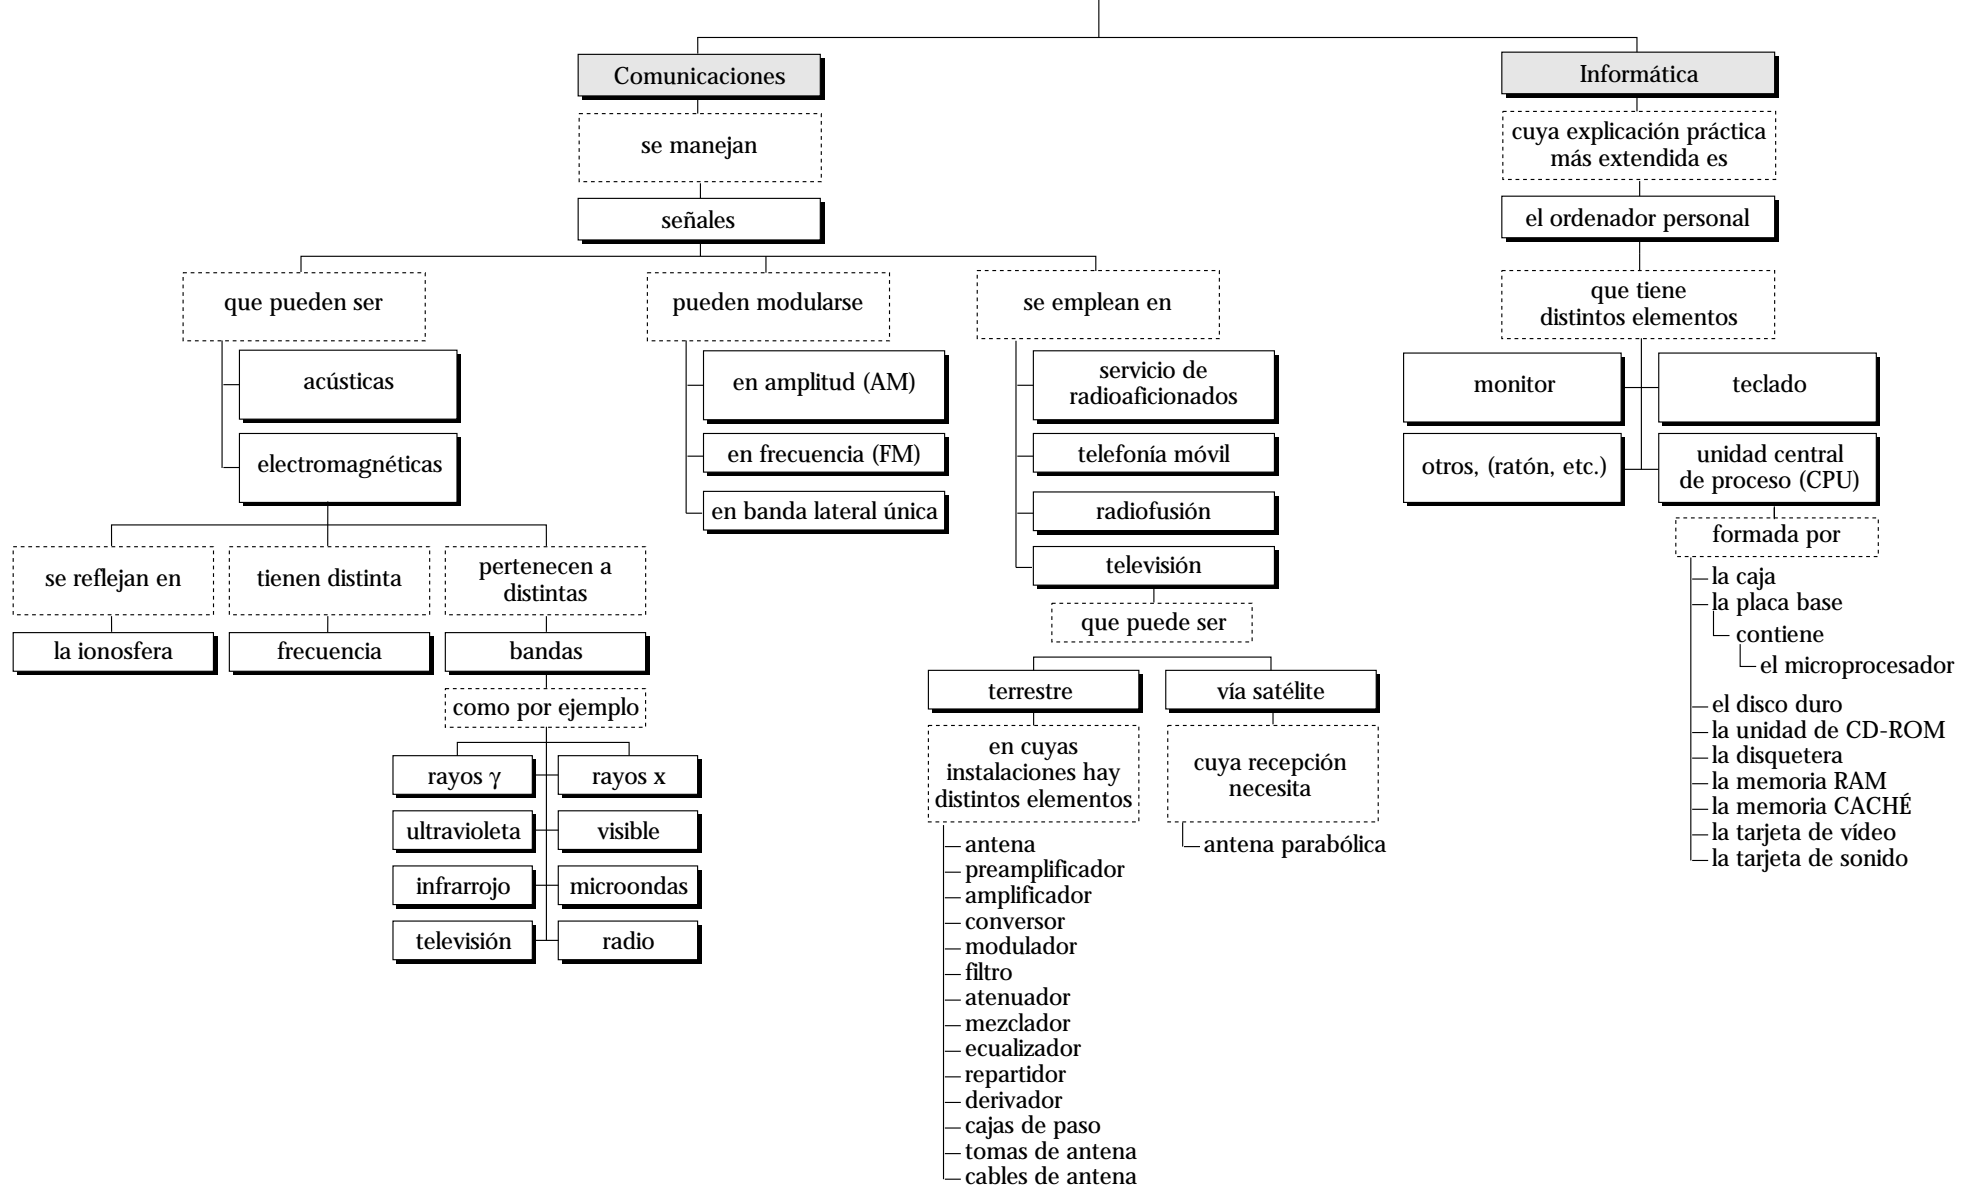 Comunicaciones
se manejan
señales
que pueden ser
acústicas
electromagnéticas
se reflejan en
la ionosfera
tienen distinta
frecuencia
pertenecen a
distintas
bandas
como por ejemplo
rayos γ
rayos x
ultravioleta
visible
infrarrojo
microondas
televisión
radio
pueden modularse
en amplitud (AM)
en frecuencia (FM)
en banda lateral única
se emplean en
servicio de
radioaficionados
telefonía móvil
radiofusión
televisión
que puede ser
terrestre
en cuyas
instalaciones hay
distintos elementos
antena
preamplificador
amplificador
conversor
modulador
filtro
atenuador
mezclador
ecualizador
repartidor
derivador
cajas de paso
tomas de antena
cables de antena
vía satélite
cuya recepción
necesita
antena parabólica
Informática
cuya explicación práctica
más extendida es
el ordenador personal
que tiene
distintos elementos
monitor
teclado
otros, (ratón, etc.)
unidad central
de proceso (CPU)
formada por
la caja
la placa base
contiene
el microprocesador
el disco duro
la unidad de CD-ROM
la disquetera
la memoria RAM
la memoria CACHÉ
la tarjeta de vídeo
la tarjeta de sonido